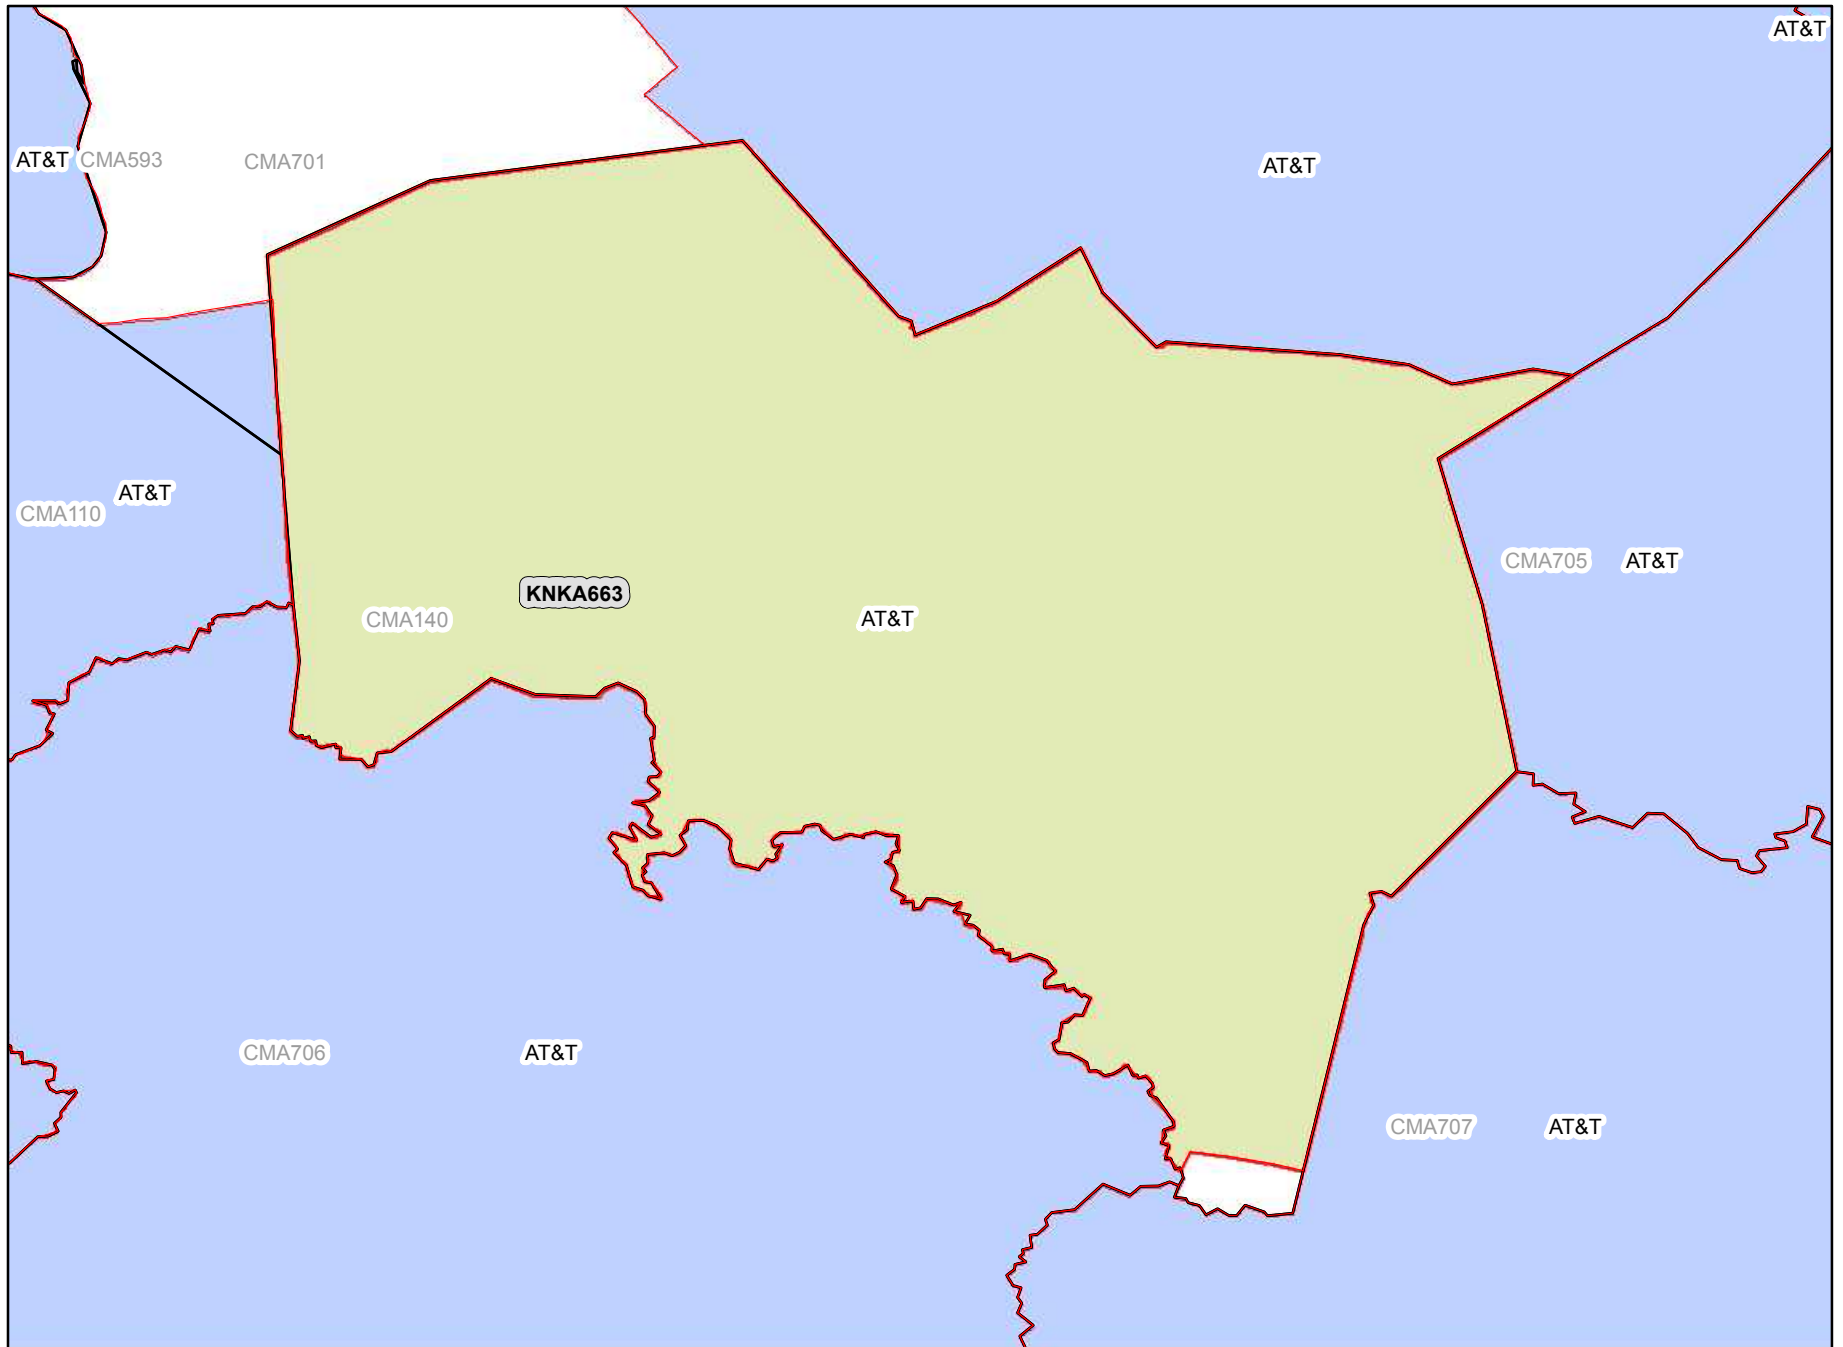 AT&T
AT&T CMA593 CMA701 AT&T
AT&T
CMA110
CMA705 AT&T
KNKA663
CMA140 AT&T
CMA706 AT&T
CMA707 AT&T